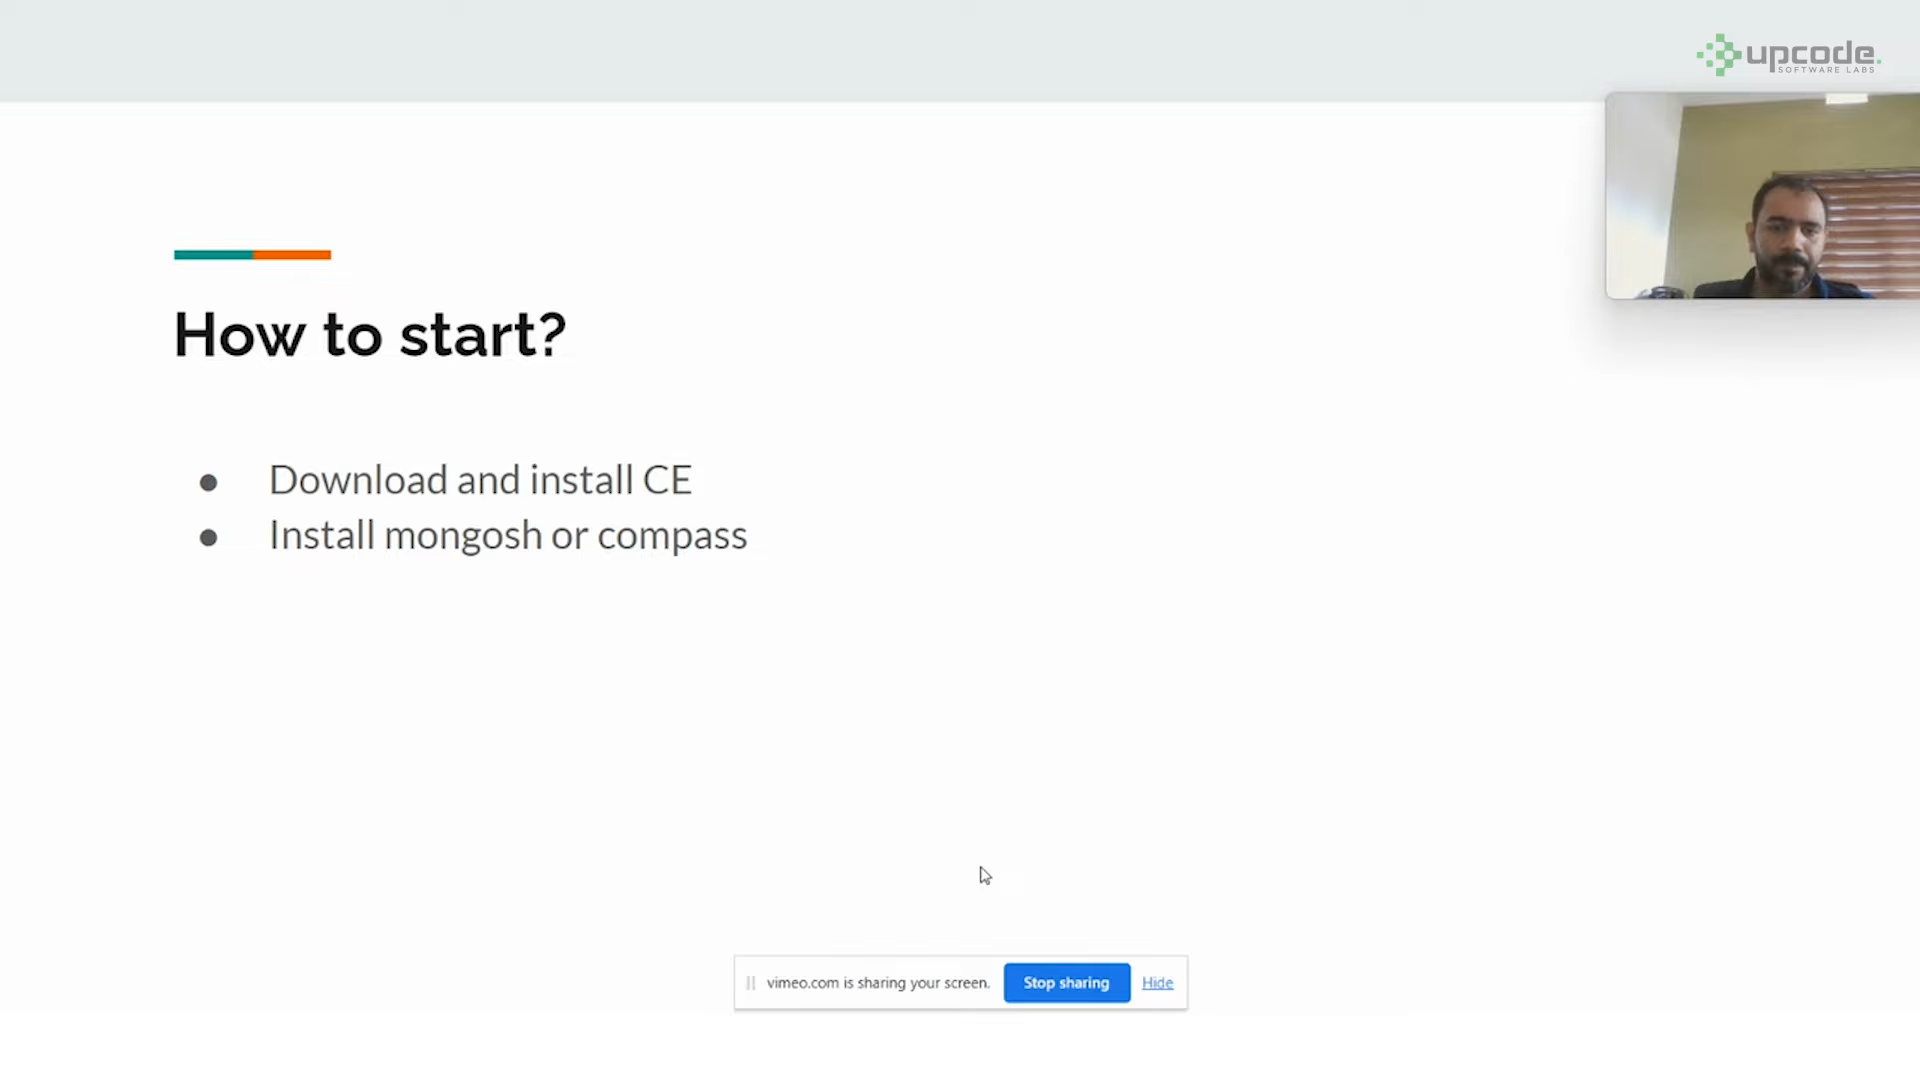 upcode.
SOFTWARE LABS
How to start?
● Download and install CE
● Install mongosh or compass
vimeo.com is sharing your screen. Stop sharing Hide